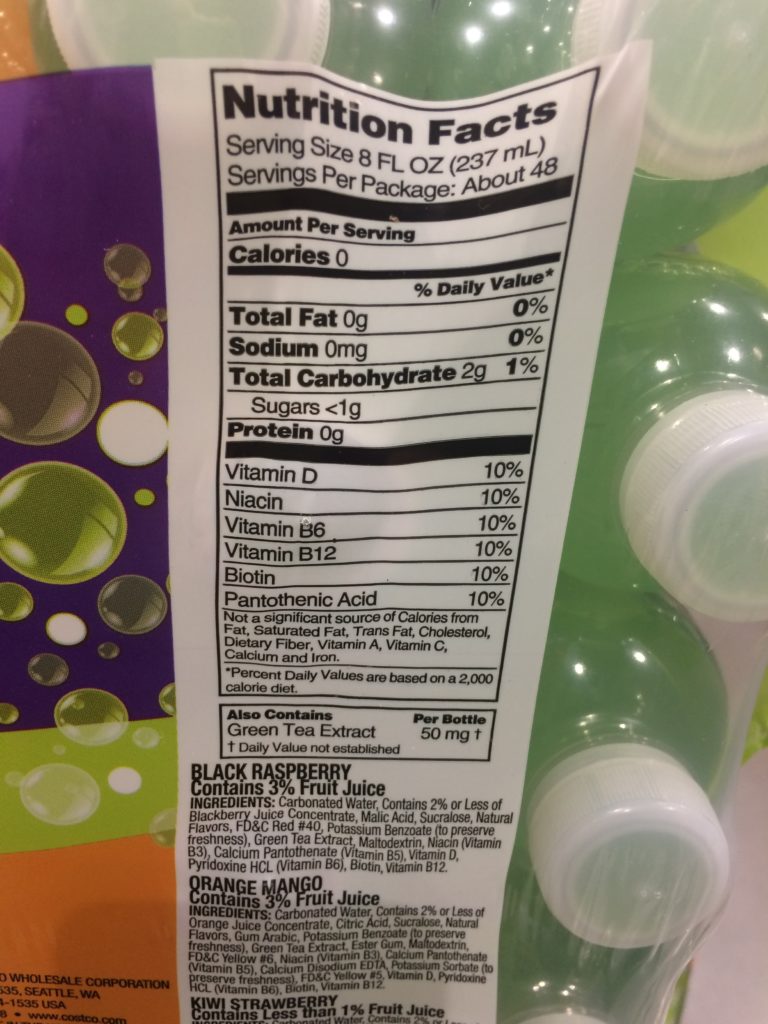 Nutrition Facts
Serving Size 8 FL OZ (237 mL)
Servings Per Package: About 48
Amount Per Serving
Calories 0
% Daily Value*
Total Fat 0g 0%
Sodium 0mg 0%
Total Carbohydrate 2g 1%
Sugars <1g
Protein 0g
Vitamin D 10%
Niacin 10%
Vitamin B6 10%
Vitamin B12 10%
Biotin 10%
Pantothenic Acid 10%
Not a significant source of Calories from
Fat, Saturated Fat, Trans Fat, Cholesterol,
Dietary Fiber, Vitamin A, Vitamin C,
Calcium and Iron.
*Percent Daily Values are based on a 2,000
calorie diet.
Also Contains Per Bottle
Green Tea Extract 50 mg †
† Daily Value not established
BLACK RASPBERRY
Contains 3% Fruit Juice
INGREDIENTS: Carbonated Water, Contains 2% or Less of
Blackberry Juice Concentrate, Malic Acid, Sucralose, Natural
Flavors, FD&C Red #40, Potassium Benzoate (to preserve
freshness), Green Tea Extract, Maltodextrin, Niacin (Vitamin
B3), Calcium Pantothenate (Vitamin B5), Vitamin D,
Pyridoxine HCL (Vitamin B6), Biotin, Vitamin B12.
ORANGE MANGO
Contains 3% Fruit Juice
INGREDIENTS: Carbonated Water, Contains 2% or Less of
Orange Juice Concentrate, Citric Acid, Sucralose, Natural
Flavors, Gum Arabic, Potassium Benzoate (to preserve
freshness), Green Tea Extract, Ester Gum, Maltodextrin,
FD&C Yellow #6, Niacin (Vitamin B3), Calcium Pantothenate
(Vitamin B5), Calcium Disodium EDTA, Potassium Sorbate (to
preserve freshness), FD&C Yellow #5, Vitamin D, Pyridoxine
HCL (Vitamin B6), Biotin, Vitamin B12.
KIWI STRAWBERRY
Contains Less than 1% Fruit Juice
INGREDIENTS: Carbonated Water, Contains 2% or
O WHOLESALE CORPORATION
535, SEATTLE, WA
4-1535 USA
8 • www.costco.com